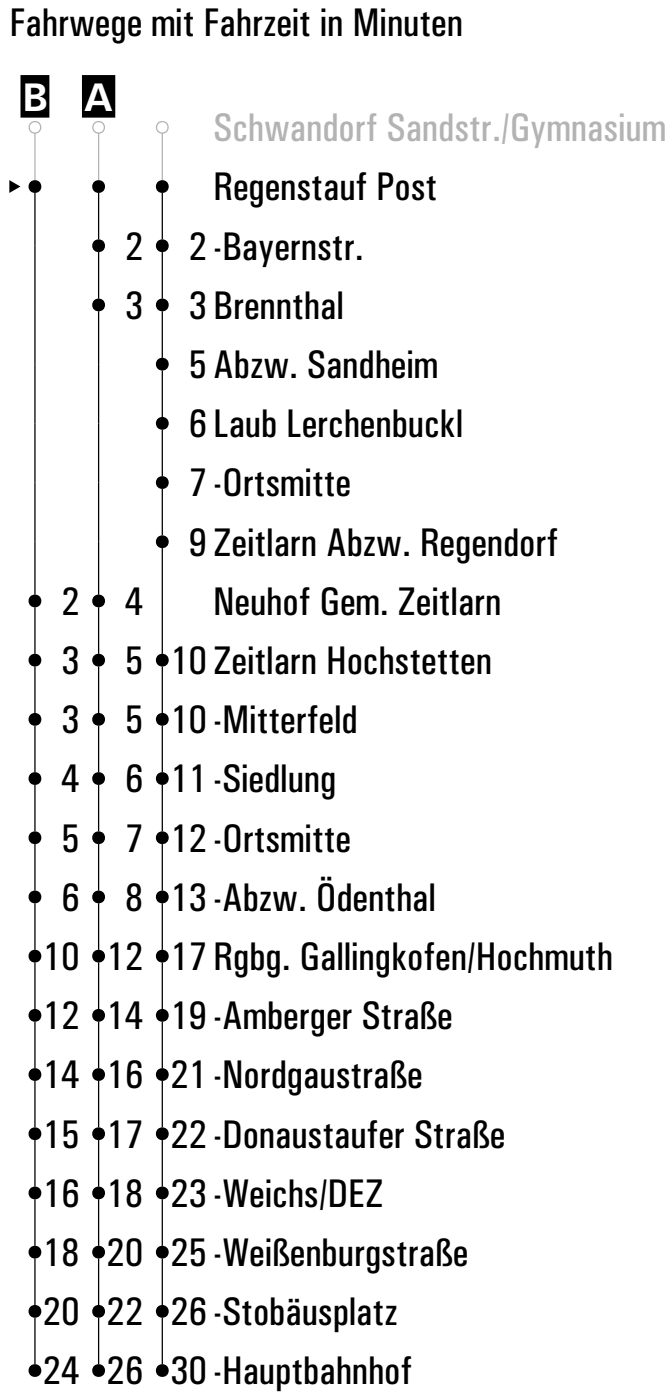 Fahrwege mit Fahrzeit in Minuten
B A
Schwandorf Sandstr./Gymnasium
Regenstauf Post
2 2 -Bayernstr.
3 3 Brennthal
5 Abzw. Sandheim
6 Laub Lerchenbuckl
7 -Ortsmitte
9 Zeitlarn Abzw. Regendorf
2 4 Neuhof Gem. Zeitlarn
3 5 10 Zeitlarn Hochstetten
3 5 10 -Mitterfeld
4 6 11 -Siedlung
5 7 12 -Ortsmitte
6 8 13 -Abzw. Ödenthal
10 12 17 Rgbg. Gallingkofen/Hochmuth
12 14 19 -Amberger Straße
14 16 21 -Nordgaustraße
15 17 22 -Donaustaufer Straße
16 18 23 -Weichs/DEZ
18 20 25 -Weißenburgstraße
20 22 26 -Stobäusplatz
24 26 30 -Hauptbahnhof